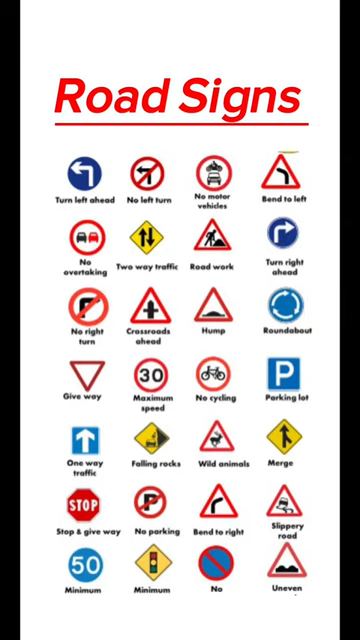 Road Signs
Turn left ahead
No left turn
No motor
vehicles
Bend to left
No
overtaking
Two way traffic
Road work
Turn right
ahead
No right
turn
Crossroads
ahead
Hump
Roundabout
Give way
30
Maximum
speed
No cycling
P
Parking lot
One way
traffic
Falling rocks
Wild animals
Merge
STOP
Stop & give way
P
No parking
Bend to right
Slippery
road
50
Minimum
Minimum
No
Uneven